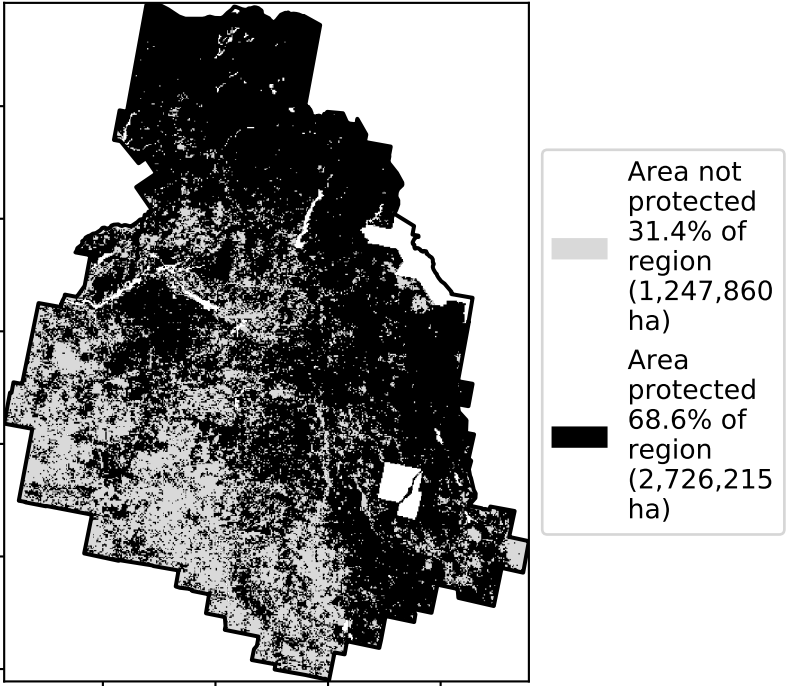 Area not
protected
31.4% of
region
(1,247,860
ha)
Area
protected
68.6% of
region
(2,726,215
ha)